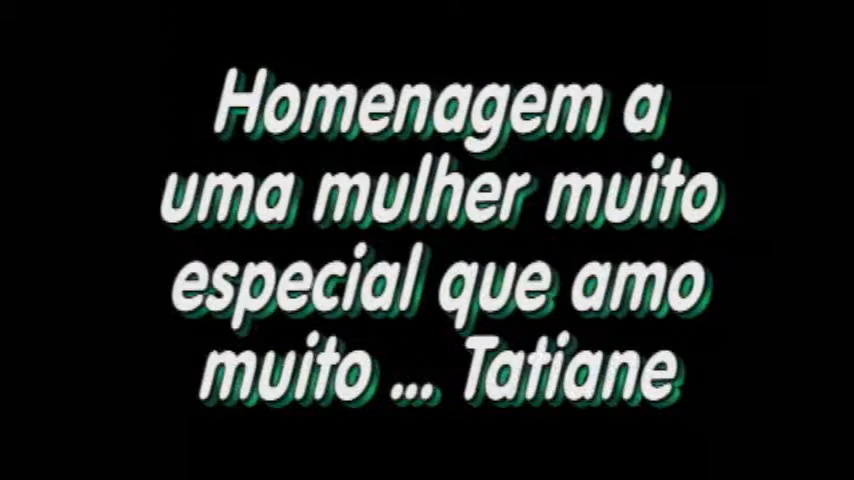 Homenagem a
uma mulher muito
especial que amo
muito ... Tatiane